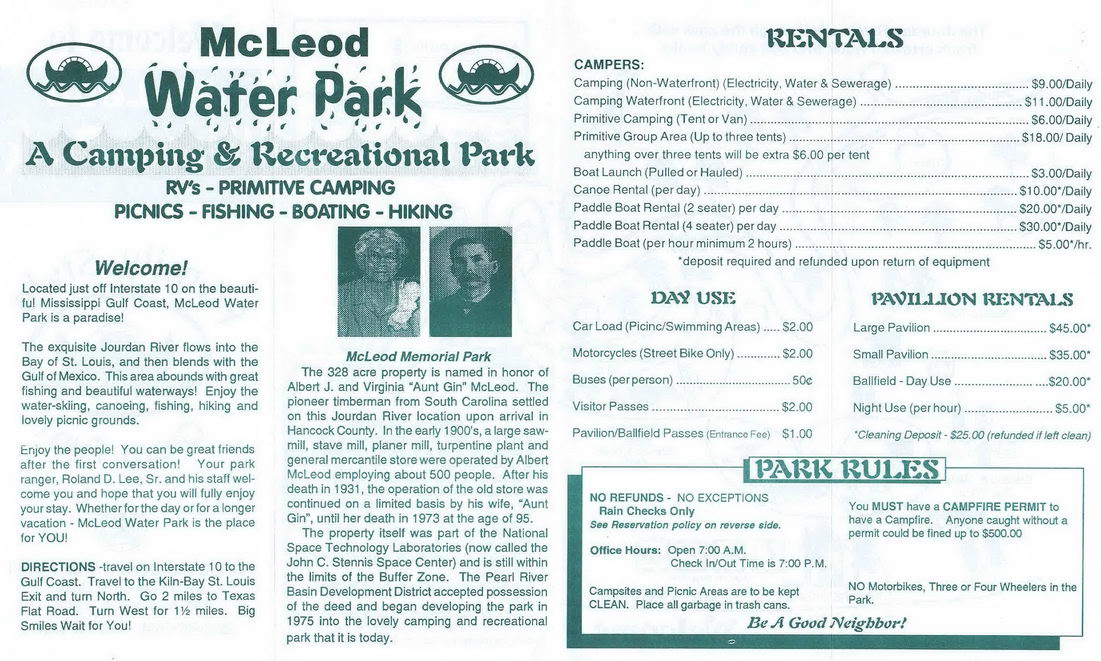 McLeod
Water Park
A Camping & Recreational Park
RV's - PRIMITIVE CAMPING
PICNICS - FISHING - BOATING - HIKING
Welcome!
Located just off Interstate 10 on the beauti-
ful Mississippi Gulf Coast, McLeod Water
Park is a paradise!
The exquisite Jourdan River flows into the
Bay of St. Louis, and then blends with the
Gulf of Mexico. This area abounds with great
fishing and beautiful waterways! Enjoy the
water-skiing, canoeing, fishing, hiking and
lovely picnic grounds.
Enjoy the people! You can be great friends
after the first conversation! Your park
ranger, Roland D. Lee, Sr. and his staff wel-
come you and hope that you will fully enjoy
your stay. Whether for the day or for a longer
vacation - McLeod Water Park is the place
for YOU!
DIRECTIONS -travel on Interstate 10 to the
Gulf Coast. Travel to the Kiln-Bay St. Louis
Exit and turn North. Go 2 miles to Texas
Flat Road. Turn West for 1½ miles. Big
Smiles Wait for You!
McLeod Memorial Park
The 328 acre property is named in honor of
Albert J. and Virginia "Aunt Gin" McLeod. The
pioneer timberman from South Carolina settled
on this Jourdan River location upon arrival in
Hancock County. In the early 1900's, a large saw-
mill, stave mill, planer mill, turpentine plant and
general mercantile store were operated by Albert
McLeod employing about 500 people. After his
death in 1931, the operation of the old store was
continued on a limited basis by his wife, "Aunt
Gin", until her death in 1973 at the age of 95.
The property itself was part of the National
Space Technology Laboratories (now called the
John C. Stennis Space Center) and is still within
the limits of the Buffer Zone. The Pearl River
Basin Development District accepted possession
of the deed and began developing the park in
1975 into the lovely camping and recreational
park that it is today.
RENTALS
CAMPERS:
Camping (Non-Waterfront) (Electricity, Water & Sewerage) ........ $9.00/Daily
Camping Waterfront (Electricity, Water & Sewerage) ........ $11.00/Daily
Primitive Camping (Tent or Van) ........ $6.00/Daily
Primitive Group Area (Up to three tents) ........ $18.00/ Daily
anything over three tents will be extra $6.00 per tent
Boat Launch (Pulled or Hauled) ........ $3.00/Daily
Canoe Rental (per day) ........ $10.00*/Daily
Paddle Boat Rental (2 seater) per day ........ $20.00*/Daily
Paddle Boat Rental (4 seater) per day ........ $30.00*/Daily
Paddle Boat (per hour minimum 2 hours) ........ $5.00*/hr.
*deposit required and refunded upon return of equipment
DAY USE
Car Load (Picinc/Swimming Areas) ..... $2.00
Motorcycles (Street Bike Only) ........ $2.00
Buses (per person) ........ 50¢
Visitor Passes ........ $2.00
Pavilion/Ballfield Passes (Entrance Fee) $1.00
PAVILLION RENTALS
Large Pavilion ........ $45.00*
Small Pavilion ........ $35.00*
Ballfield - Day Use ........ $20.00*
Night Use (per hour) ........ $5.00*
*Cleaning Deposit - $25.00 (refunded if left clean)
PARK RULES
NO REFUNDS - NO EXCEPTIONS
Rain Checks Only
See Reservation policy on reverse side.
Office Hours: Open 7:00 A.M.
Check In/Out Time is 7:00 P.M.
Campsites and Picnic Areas are to be kept
CLEAN. Place all garbage in trash cans.
You MUST have a CAMPFIRE PERMIT to
have a Campfire. Anyone caught without a
permit could be fined up to $500.00
NO Motorbikes, Three or Four Wheelers in the
Park.
Be A Good Neighbor!